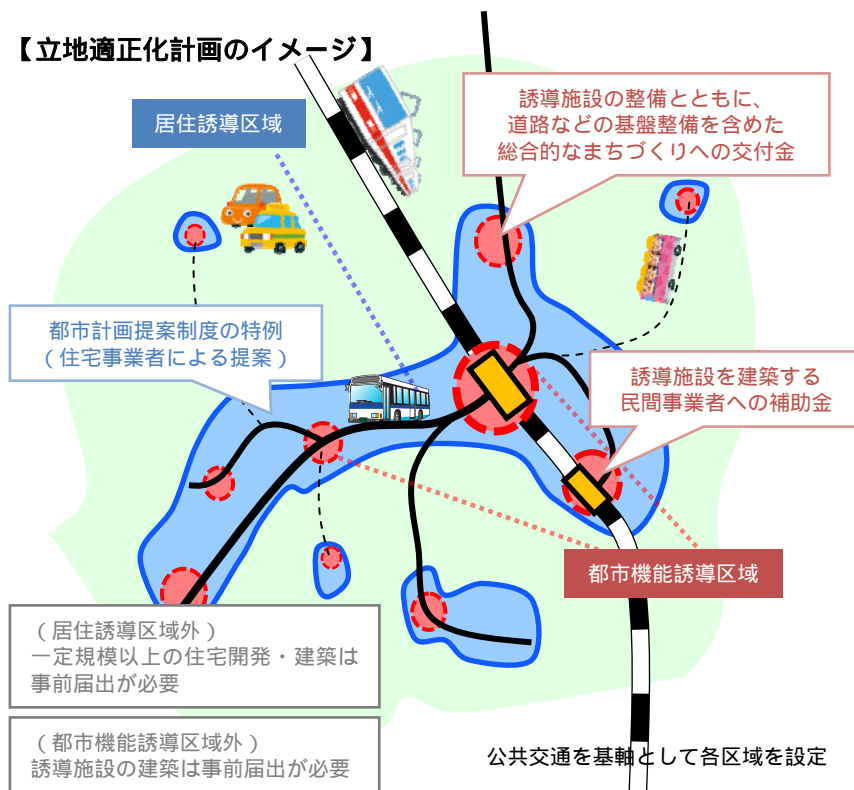 【立地適正化計画のイメージ】
居住誘導区域
誘導施設の整備とともに、
道路などの基盤整備を含めた
総合的なまちづくりへの交付金
都市計画提案制度の特例
（住宅事業者による提案）
誘導施設を建築する
民間事業者への補助金
都市機能誘導区域
（居住誘導区域外）
一定規模以上の住宅開発・建築は
事前届出が必要
（都市機能誘導区域外）
誘導施設の建築は事前届出が必要
公共交通を基軸として各区域を設定